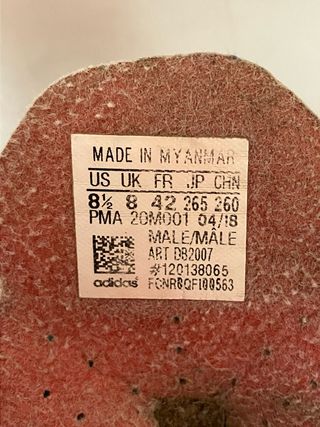 MADE IN MYANMAR
US UK FR JP CHN
8½ 8 42 265 260
PMA 20M001 04/18
MALE/MÂLE
ART DB2007
#120138065
adidas FCNR8QFI00563